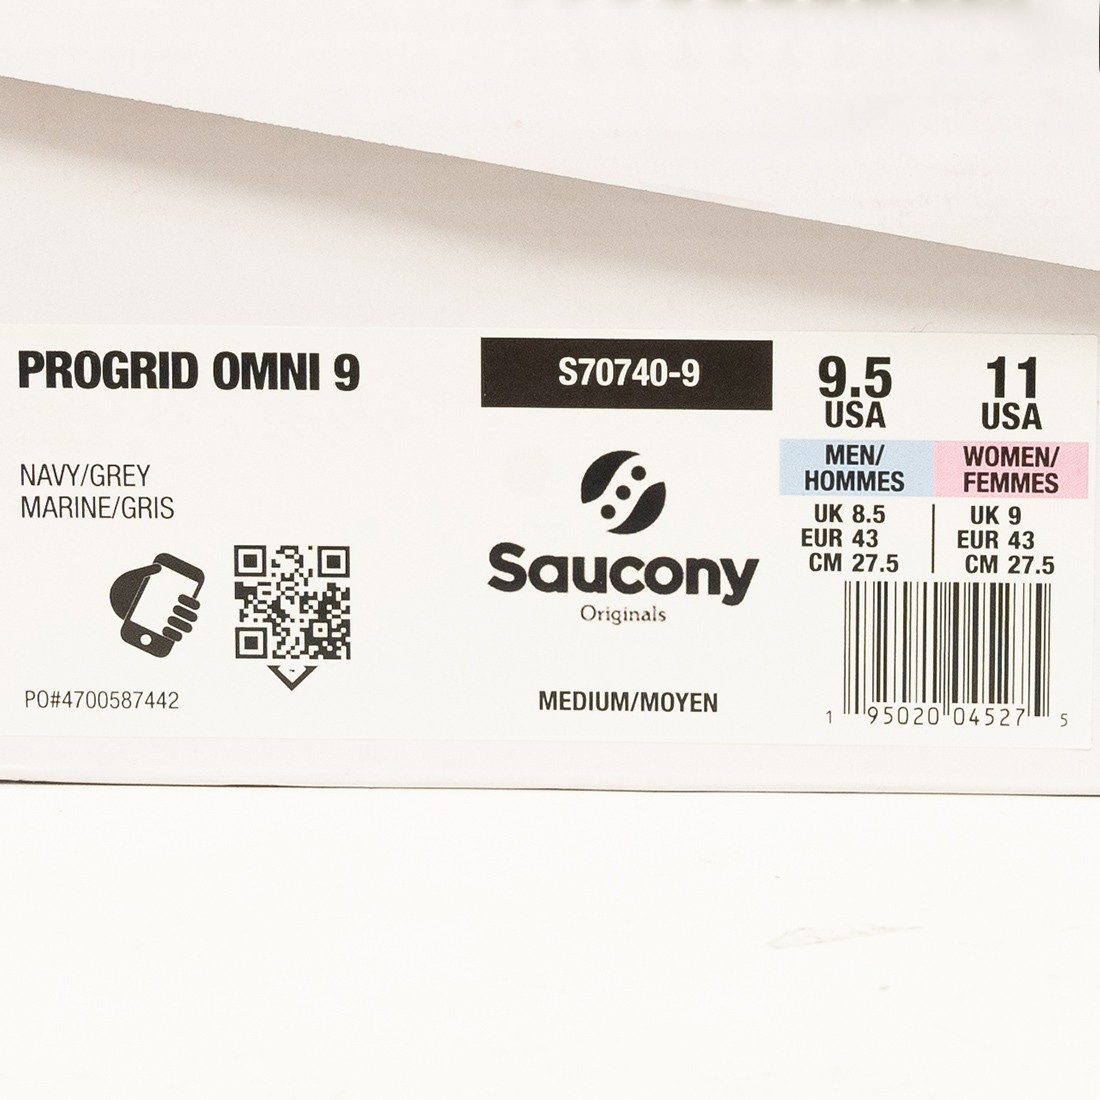 PROGRID OMNI 9
NAVY/GREY
MARINE/GRIS
PO#4700587442
S70740-9
Saucony
Originals
MEDIUM/MOYEN
9.5
USA
MEN/
HOMMES
UK 8.5
EUR 43
CM 27.5
11
USA
WOMEN/
FEMMES
UK 9
EUR 43
CM 27.5
1 95020 04527 5